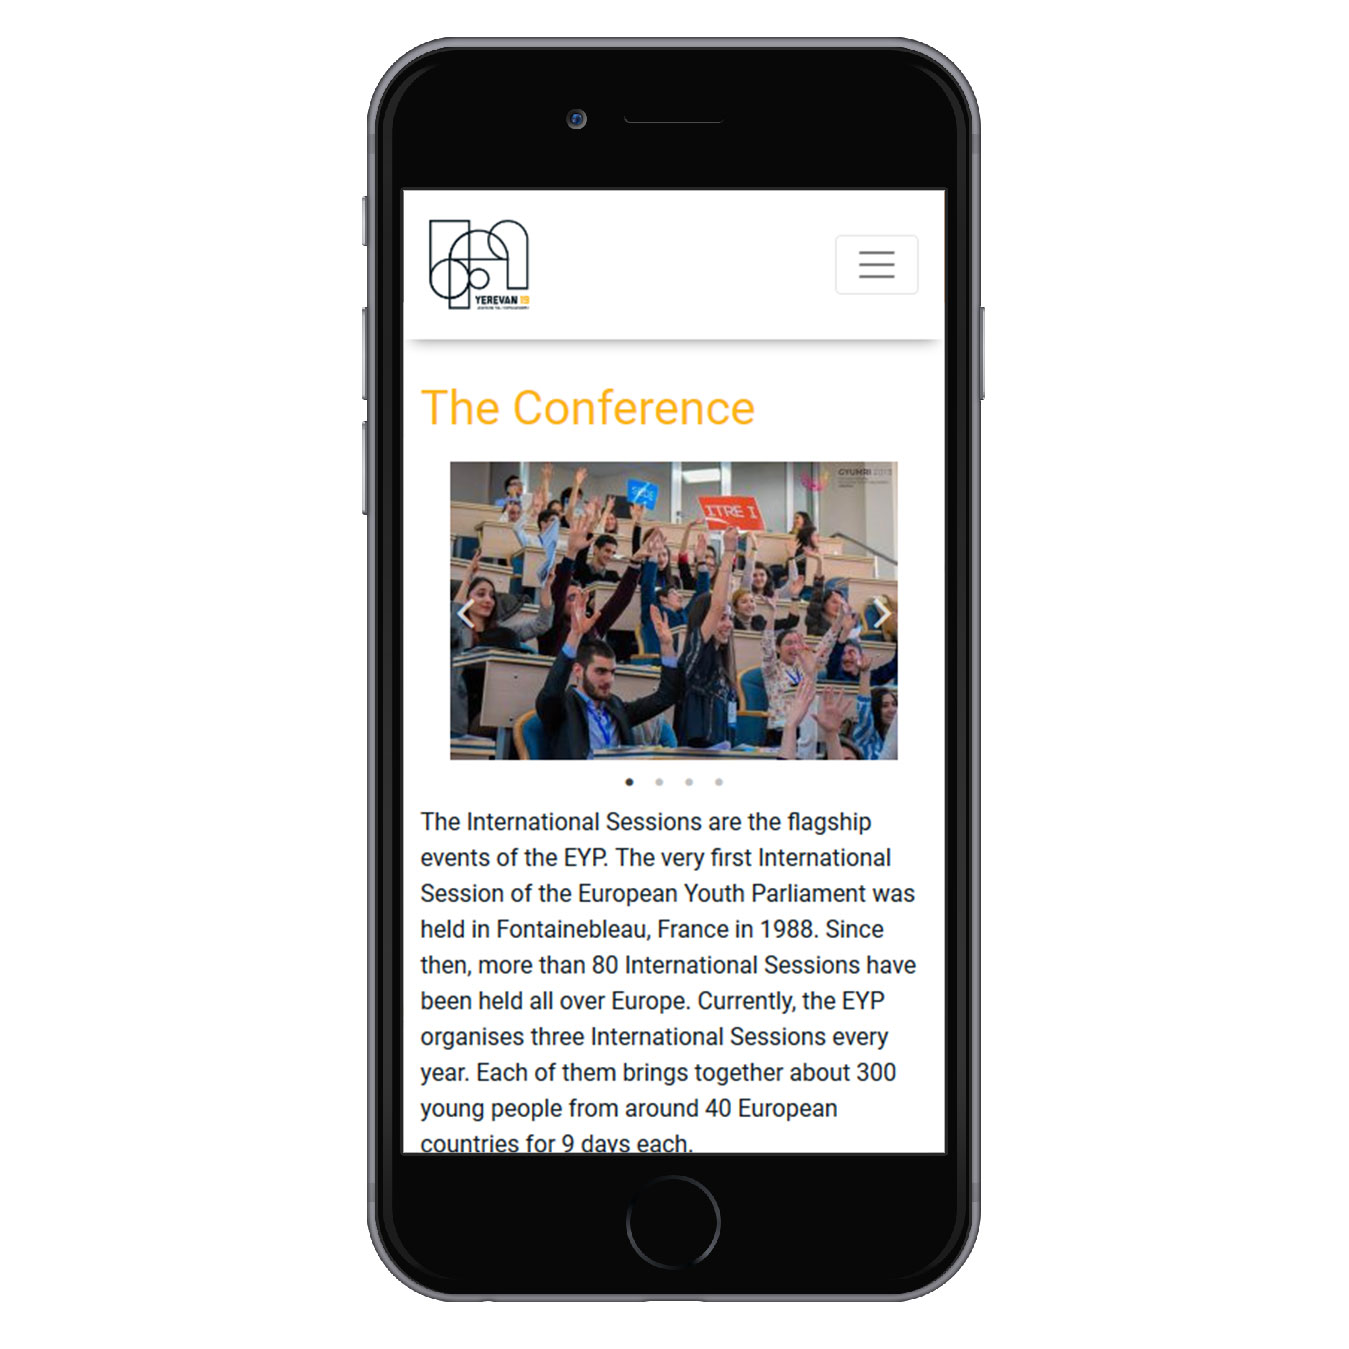 YEREVAN 19
The Conference
GYUMRI 2013
SEDE
ITRE I
The International Sessions are the flagship
events of the EYP. The very first International
Session of the European Youth Parliament was
held in Fontainebleau, France in 1988. Since
then, more than 80 International Sessions have
been held all over Europe. Currently, the EYP
organises three International Sessions every
year. Each of them brings together about 300
young people from around 40 European
countries for 9 days each.